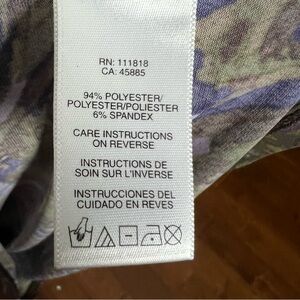 RN: 111818
CA: 45885
94% POLYESTER/
POLYESTER/POLIESTER
6% SPANDEX
CARE INSTRUCTIONS
ON REVERSE
INSTRUCTIONS DE
SOIN SUR L'INVERSE
INSTRUCCIONES DEL
CUIDADO EN REVES